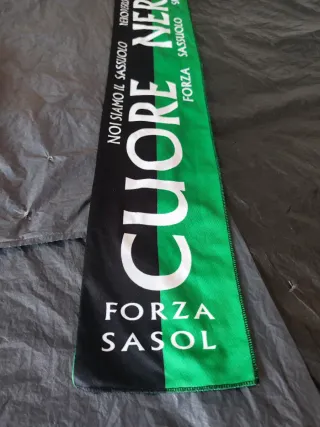 CUORE NER
NOI SIAMO IL SASSUOLO
FORZA
SASSUOLO
FORZA
SASOL